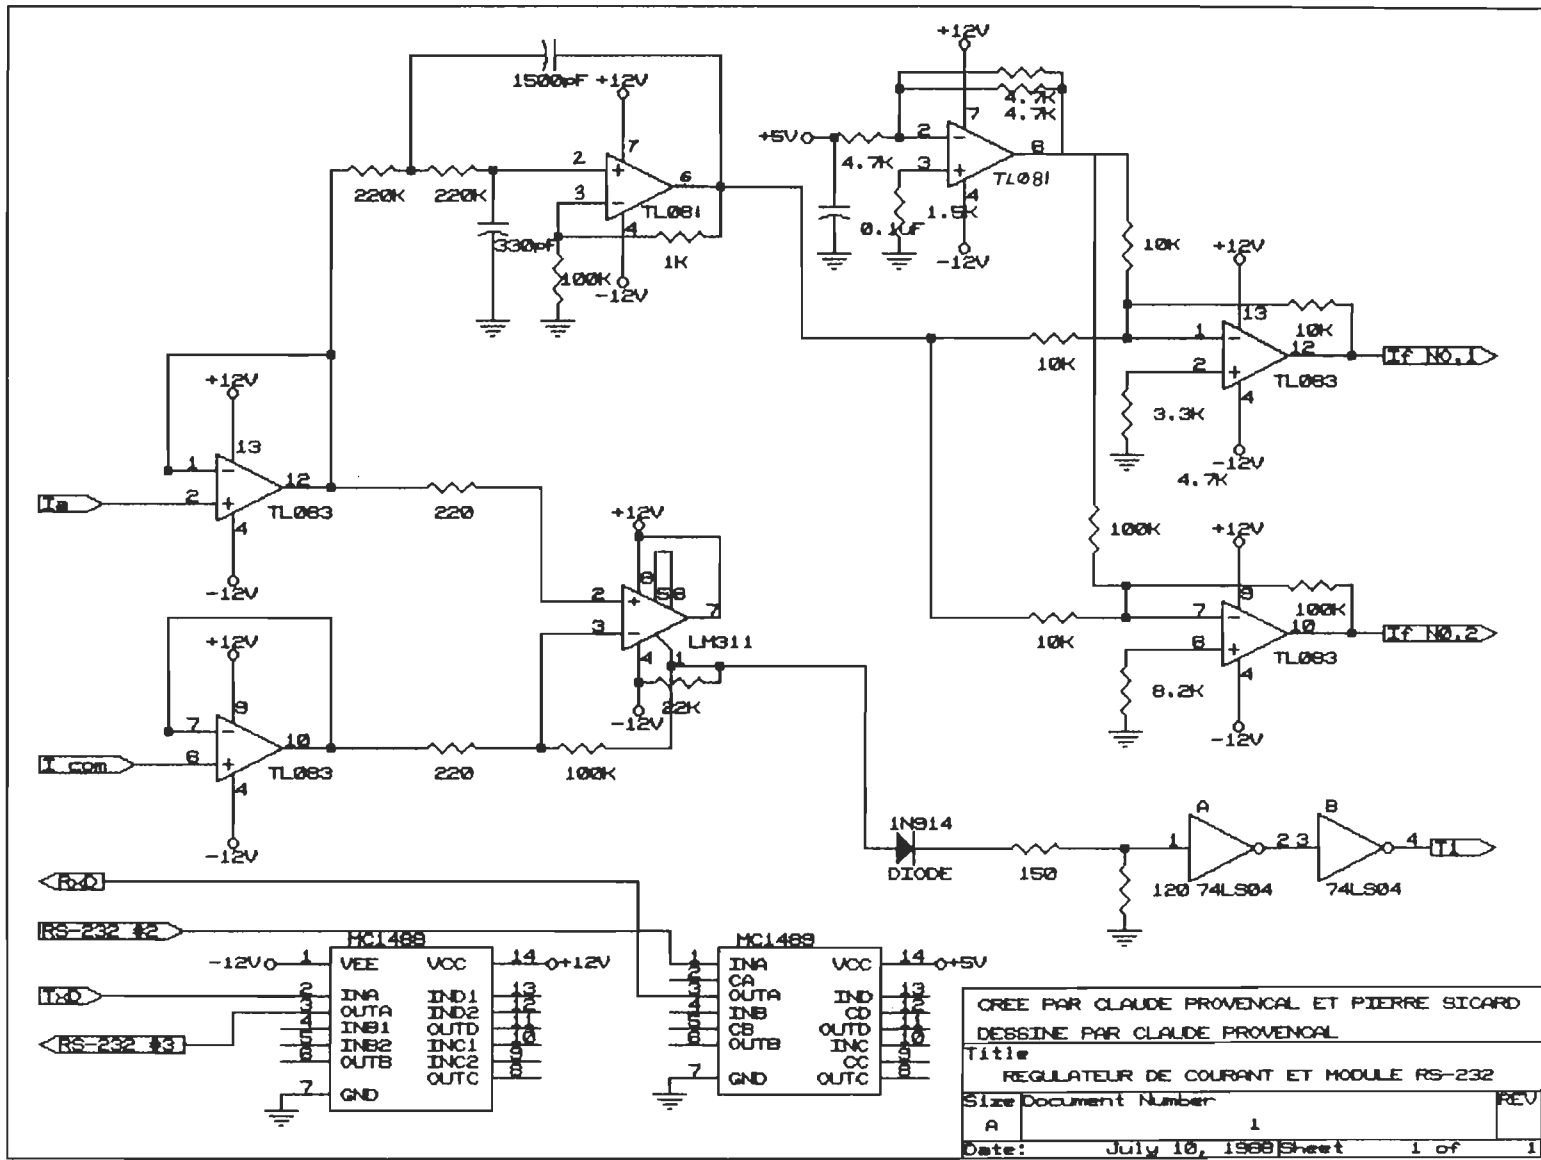 +12V
1500pF +12V
+12V
4.7K
4.7K
7
+5V
2
6
4.7K
3
TL081
4
1.5K
0.1uF
-12V
7
2
6
220K
220K
3
TL081
4
330pF
1K
100K
-12V
10K
+12V
13
10K
1
12
If NO.1
10K
2
TL083
4
3.3K
-12V
4.7K
+12V
13
1
12
Ia
2
TL083
220
4
-12V
+12V
8
5 6
2
7
3
LM311
4
1
22K
-12V
100K
+12V
9
100K
7
10
If NO.2
10K
6
TL083
4
8.2K
-12V
+12V
9
7
10
I com
6
TL083
220
100K
4
-12V
1N914
DIODE
150
A
B
1
2 3
4
T1
120 74LS04
74LS04
RxD
RS-232 #2
TxD
RS-232 #3
MC1488
-12V
1
VEE
VCC
14
+12V
2
INA
IND1
13
3
OUTA
IND2
12
4
INB1
OUTD
11
5
INB2
INC1
10
6
OUTB
INC2
9
OUTC
8
7
GND
MC1489
1
INA
VCC
14
+5V
2
CA
3
OUTA
IND
13
4
INB
CD
12
5
CB
OUTD
11
6
OUTB
INC
10
CC
9
7
GND
OUTC
8
CREE PAR CLAUDE PROVENCAL ET PIERRE SICARD
DESSINE PAR CLAUDE PROVENCAL
Title
REGULATEUR DE COURANT ET MODULE RS-232
Size
Document Number
REV
A
1
Date:
July 10, 1988
Sheet
1 of
1